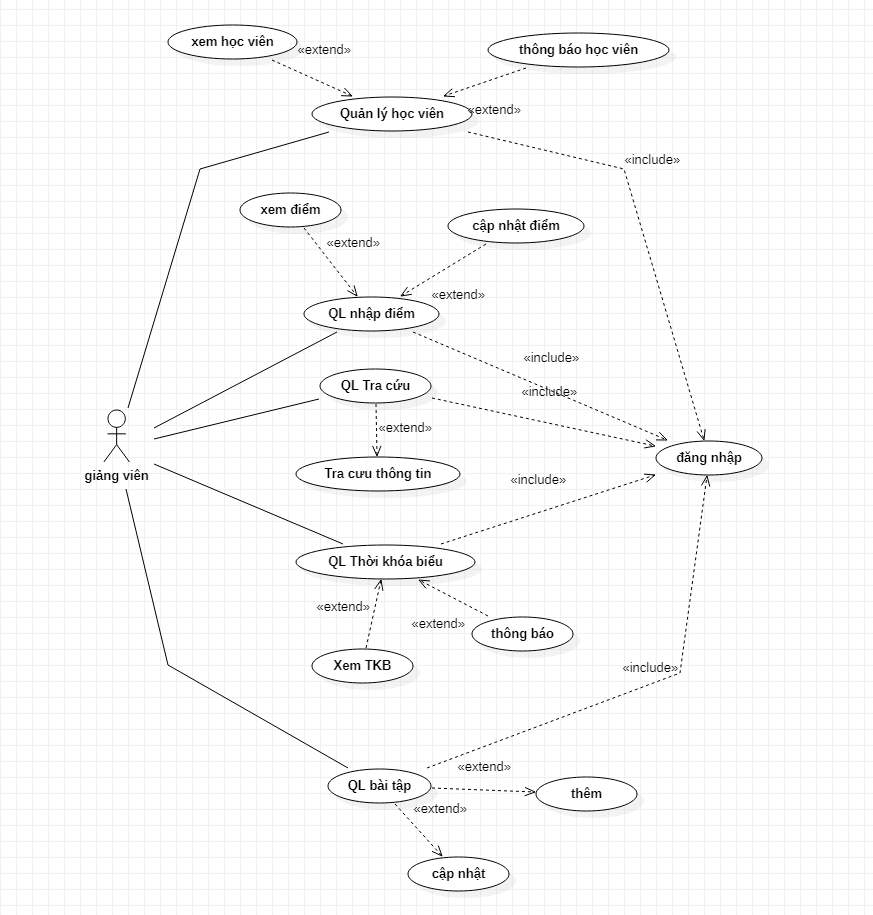 xem học viên
«extend»
thông báo học viên
Quản lý học viên
«extend»
«include»
xem điểm
cập nhật điểm
«extend»
«extend»
QL nhập điểm
«include»
QL Tra cứu
«include»
«extend»
đăng nhập
Tra cưu thông tin
giảng viên
«include»
QL Thời khóa biểu
«extend»
«extend»
thông báo
Xem TKB
«include»
«extend»
QL bài tập
thêm
«extend»
cập nhật